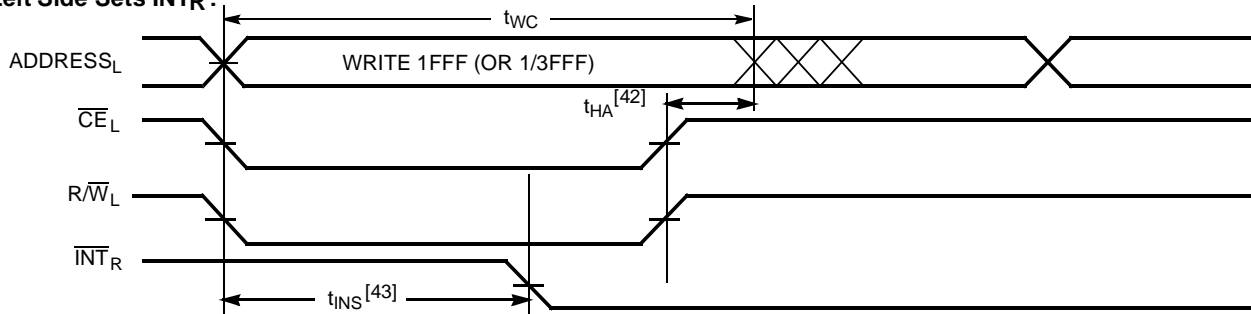 Left Side Sets INTR:
tWC
ADDRESSL
WRITE 1FFF (OR 1/3FFF)
tHA[42]
CEL
R/WL
INTR
tINS[43]